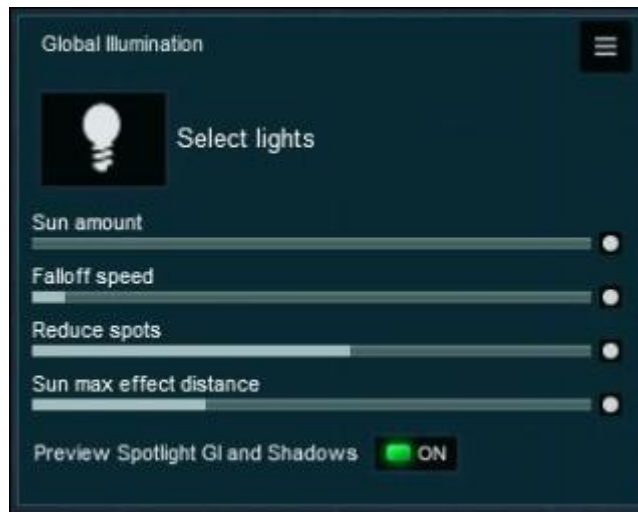 Global Illumination
Select lights
Sun amount
Falloff speed
Reduce spots
Sun max effect distance
Preview Spotlight GI and Shadows ON